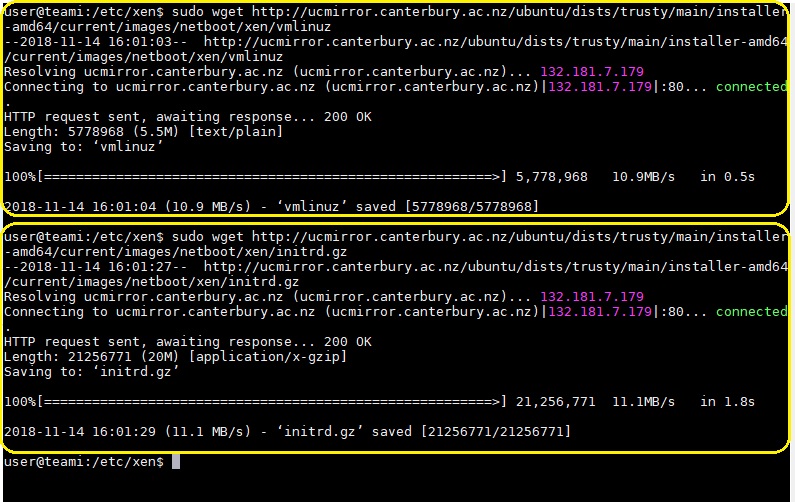 user@teami:/etc/xen$ sudo wget http://ucmirror.canterbury.ac.nz/ubuntu/dists/trusty/main/installer
-amd64/current/images/netboot/xen/vmlinuz
--2018-11-14 16:01:03--  http://ucmirror.canterbury.ac.nz/ubuntu/dists/trusty/main/installer-amd64
/current/images/netboot/xen/vmlinuz
Resolving ucmirror.canterbury.ac.nz (ucmirror.canterbury.ac.nz)... 132.181.7.179
Connecting to ucmirror.canterbury.ac.nz (ucmirror.canterbury.ac.nz)|132.181.7.179|:80... connected
.
HTTP request sent, awaiting response... 200 OK
Length: 5778968 (5.5M) [text/plain]
Saving to: ‘vmlinuz’
100%[===================================================>] 5,778,968   10.9MB/s   in 0.5s
2018-11-14 16:01:04 (10.9 MB/s) - ‘vmlinuz’ saved [5778968/5778968]
user@teami:/etc/xen$ sudo wget http://ucmirror.canterbury.ac.nz/ubuntu/dists/trusty/main/installer
-amd64/current/images/netboot/xen/initrd.gz
--2018-11-14 16:01:27--  http://ucmirror.canterbury.ac.nz/ubuntu/dists/trusty/main/installer-amd64
/current/images/netboot/xen/initrd.gz
Resolving ucmirror.canterbury.ac.nz (ucmirror.canterbury.ac.nz)... 132.181.7.179
Connecting to ucmirror.canterbury.ac.nz (ucmirror.canterbury.ac.nz)|132.181.7.179|:80... connected
.
HTTP request sent, awaiting response... 200 OK
Length: 21256771 (20M) [application/x-gzip]
Saving to: ‘initrd.gz’
100%[===================================================>] 21,256,771  11.1MB/s   in 1.8s
2018-11-14 16:01:29 (11.1 MB/s) - ‘initrd.gz’ saved [21256771/21256771]
user@teami:/etc/xen$